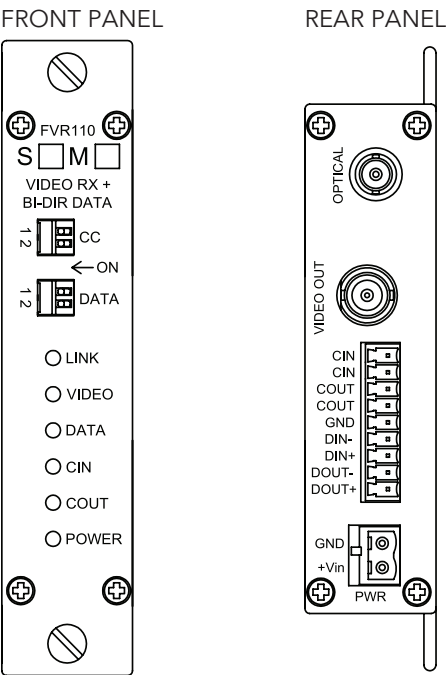 FRONT PANEL
FVR110
S M
VIDEO RX +
BI-DIR DATA
1 2
CC
←ON
1 2
DATA
LINK
VIDEO
DATA
CIN
COUT
POWER
REAR PANEL
OPTICAL
VIDEO OUT
CIN
CIN
COUT
COUT
GND
DIN-
DIN+
DOUT-
DOUT+
GND
+Vin
PWR